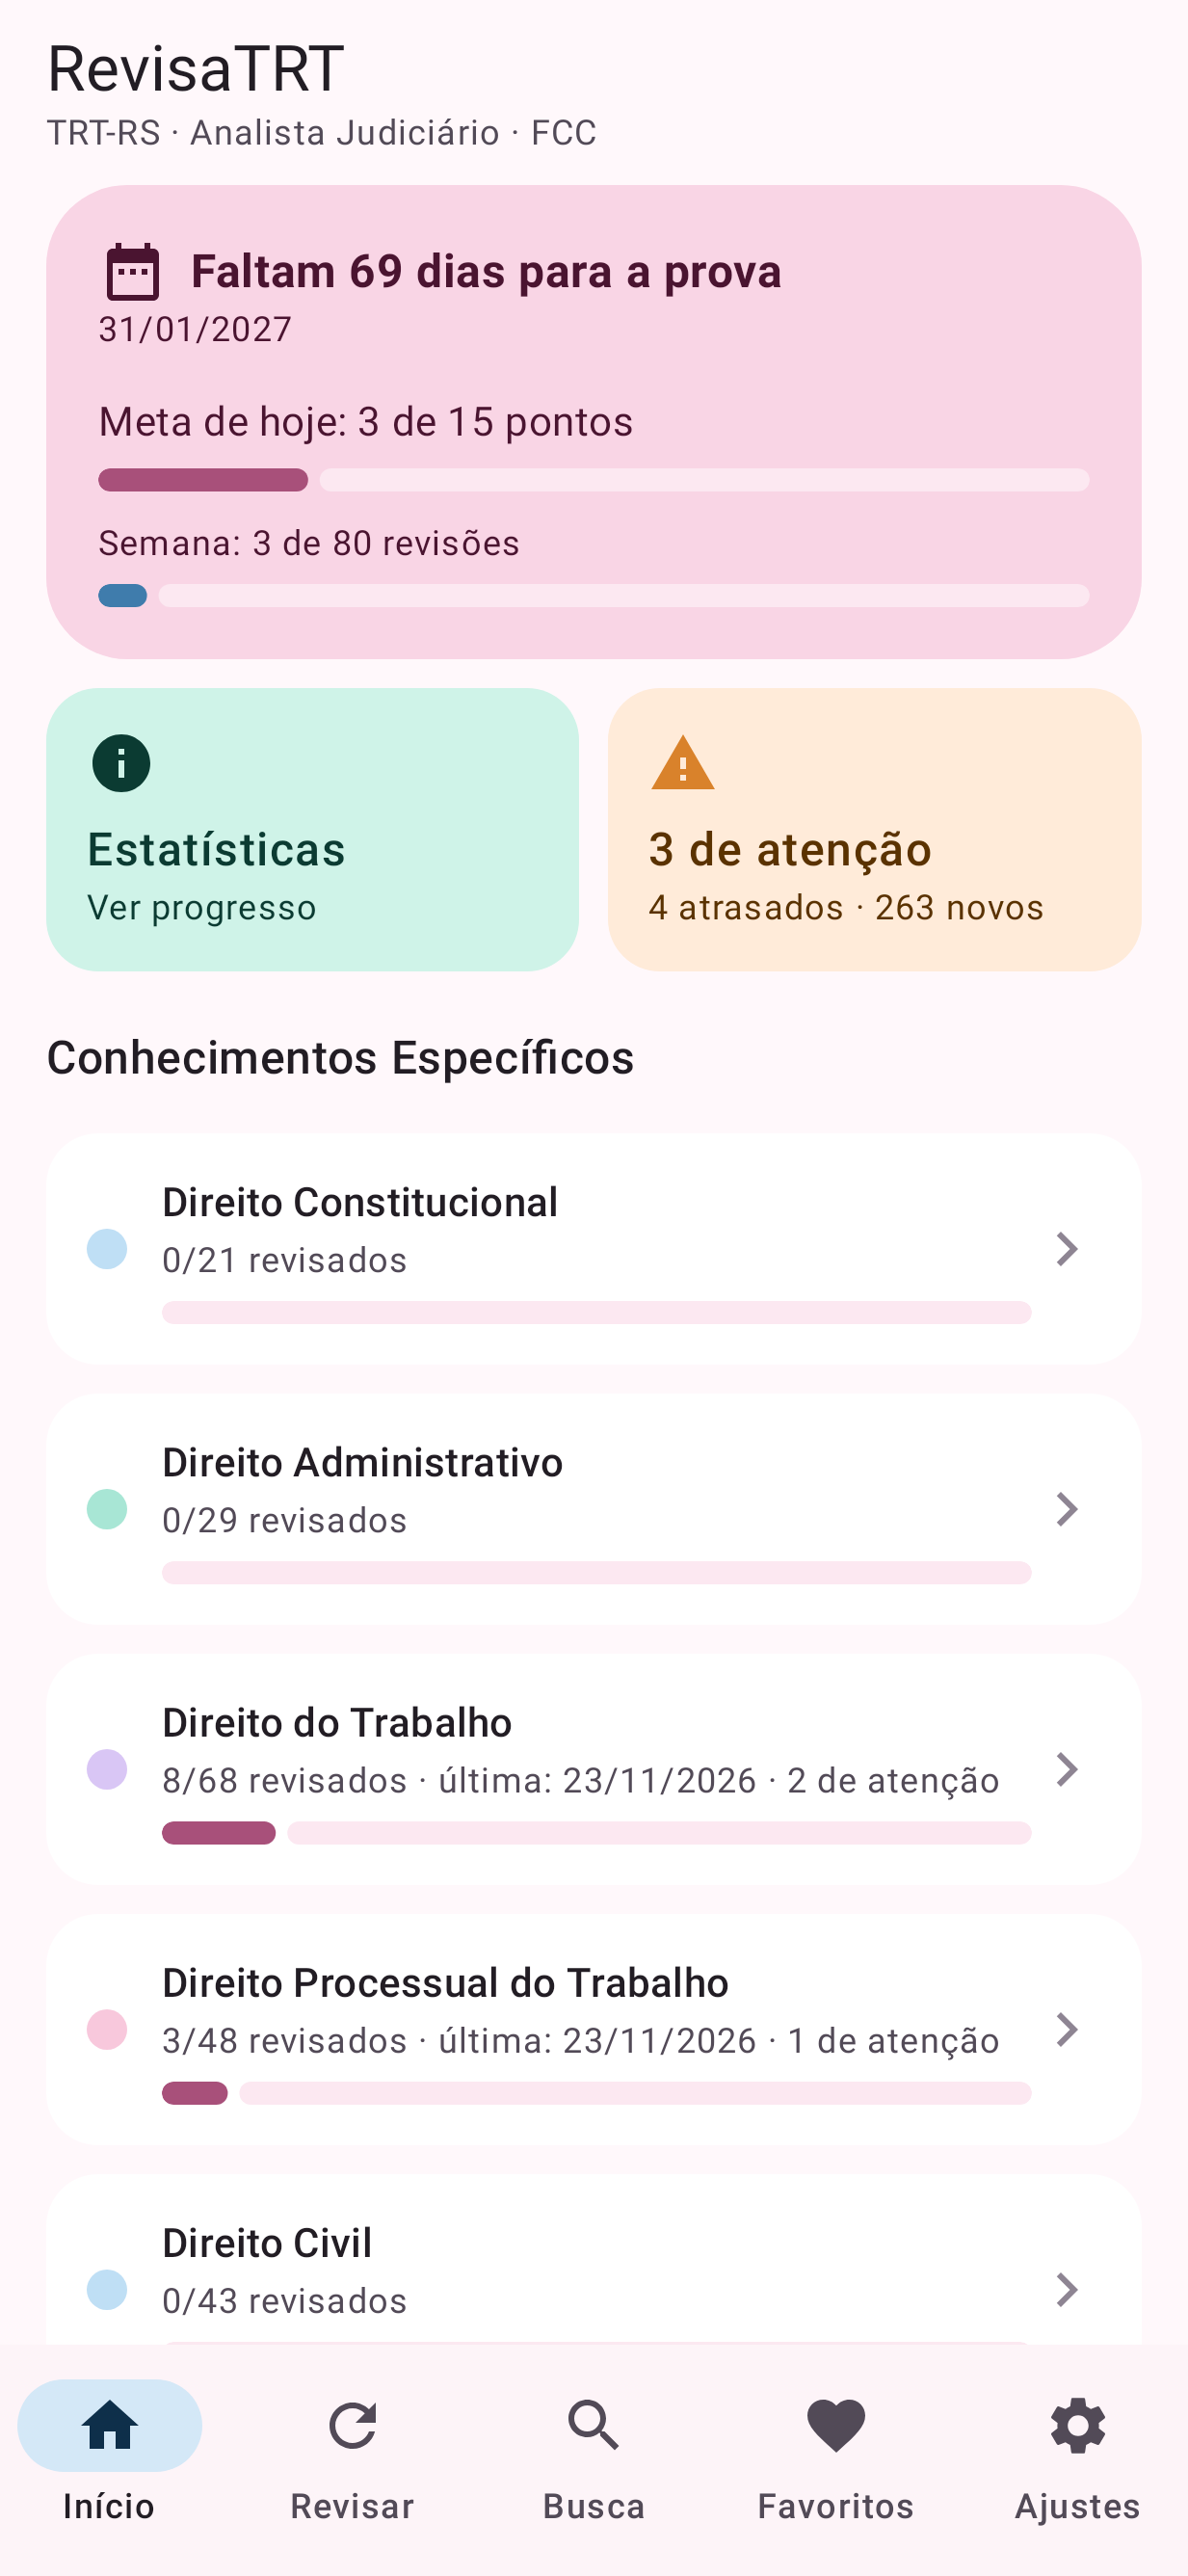 RevisaTRT
TRT-RS · Analista Judiciário · FCC
Faltam 69 dias para a prova
31/01/2027
Meta de hoje: 3 de 15 pontos
Semana: 3 de 80 revisões
Estatísticas
Ver progresso
3 de atenção
4 atrasados · 263 novos
Conhecimentos Específicos
Direito Constitucional
0/21 revisados
Direito Administrativo
0/29 revisados
Direito do Trabalho
8/68 revisados · última: 23/11/2026 · 2 de atenção
Direito Processual do Trabalho
3/48 revisados · última: 23/11/2026 · 1 de atenção
Direito Civil
0/43 revisados
Início
Revisar
Busca
Favoritos
Ajustes